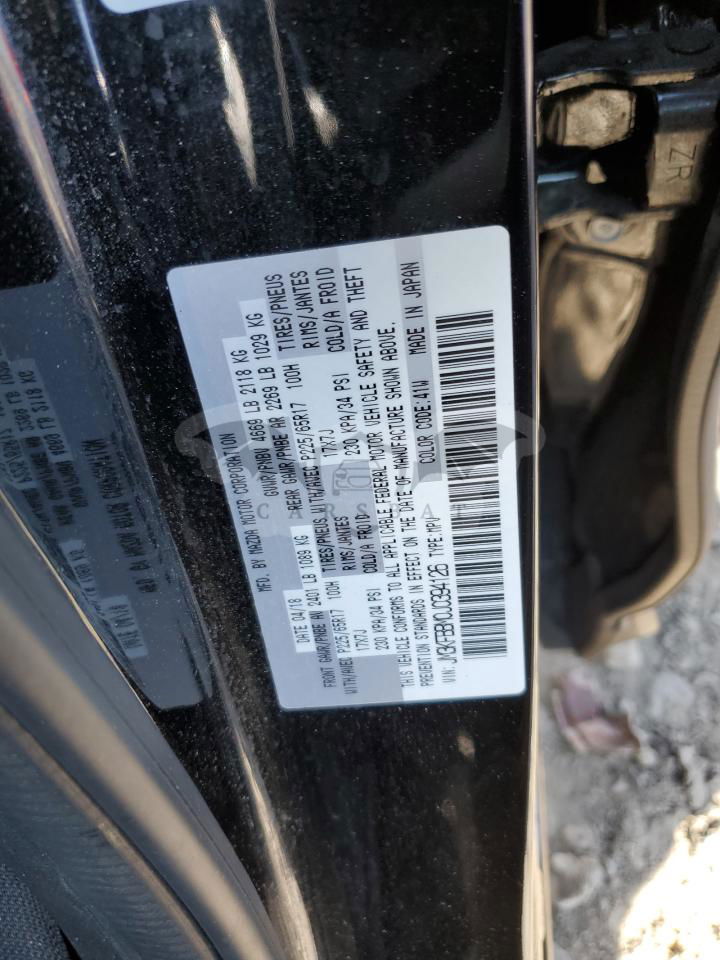 MFD. BY MAZDA MOTOR CORPORATION
DATE 04/18 GVWR/PNBV 4669 LB 2118 KG
FRONT GAWR/PNBE AV 2401 LB 1089 KG REAR GAWR/PNBE AR 2269 LB 1029 KG
WITH/AVEC P225/65R17 100H TIRES/PNEUS WITH/AVEC P225/65R17 100H TIRES/PNEUS
17X7J RIMS/JANTES 17X7J RIMS/JANTES
230 KPA/34 PSI COLD/A FROID 230 KPA/34 PSI COLD/A FROID
THIS VEHICLE CONFORMS TO ALL APPLICABLE FEDERAL MOTOR VEHICLE SAFETY AND THEFT
PREVENTION STANDARDS IN EFFECT ON THE DATE OF MANUFACTURE SHOWN ABOVE.
VIN: JM3KFBBM0J0394126 TYPE:MPV COLOR CODE:41W MADE IN JAPAN
ZR
CARSBAT